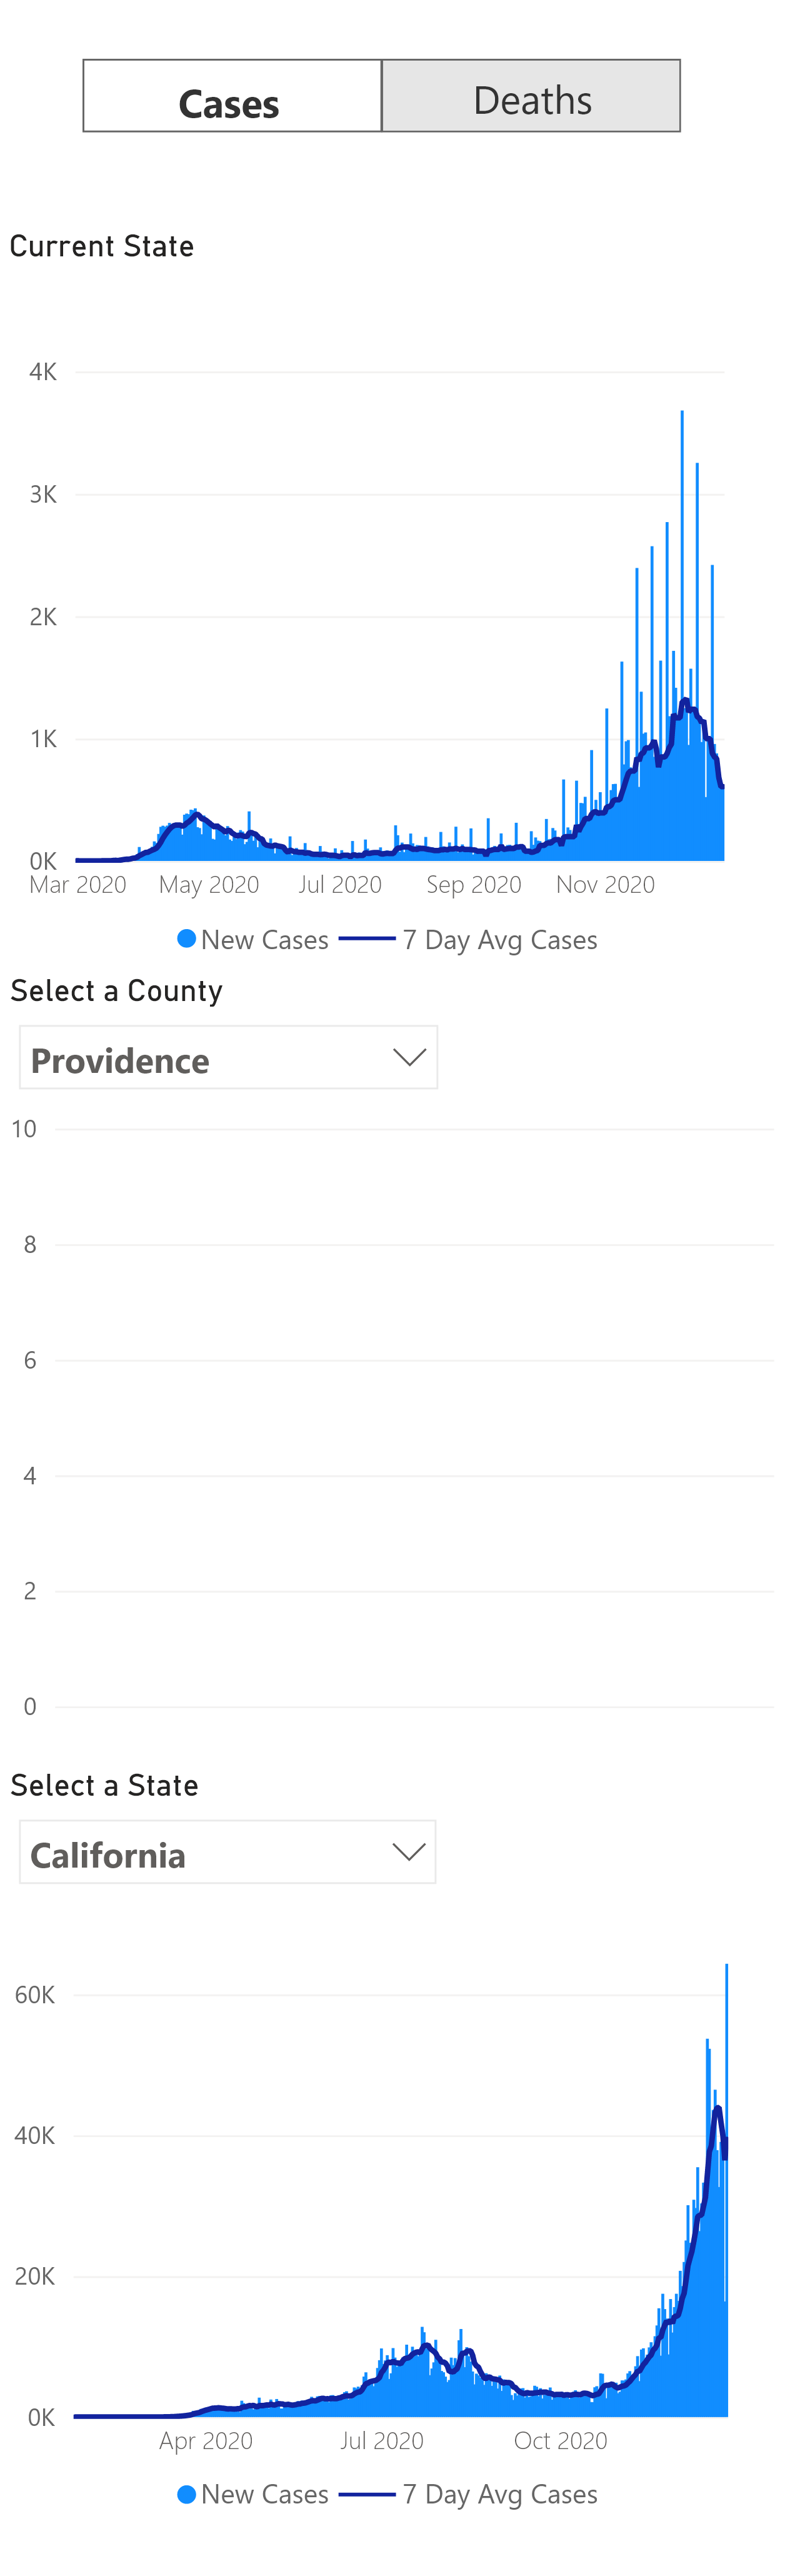 Cases Deaths
Current State
4K
3K
2K
1K
0K
Mar 2020 May 2020 Jul 2020 Sep 2020 Nov 2020
New Cases 7 Day Avg Cases
Select a County
Providence
10
8
6
4
2
0
Select a State
California
60K
40K
20K
0K
Apr 2020 Jul 2020 Oct 2020
New Cases 7 Day Avg Cases